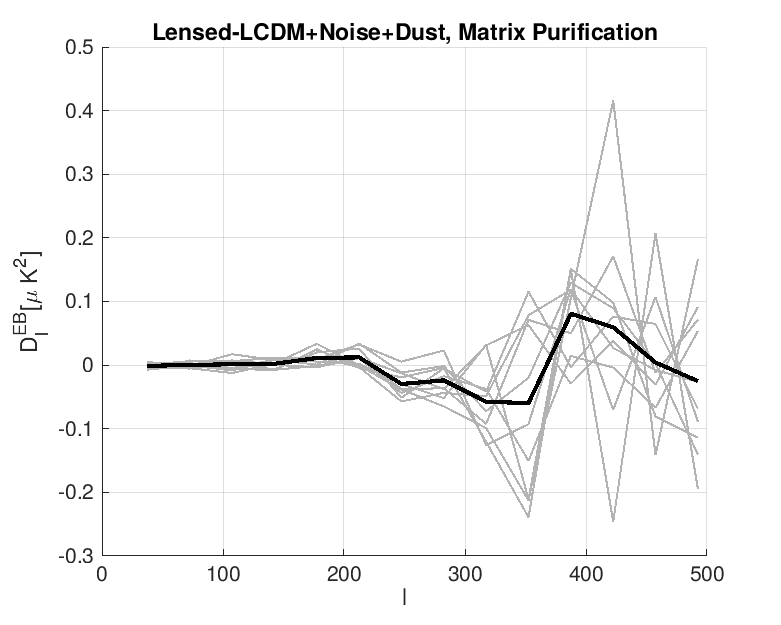 Lensed-LCDM+Noise+Dust, Matrix Purification
0.5
0.4
0.3
0.2
0.1
0
-0.1
-0.2
-0.3
D_l^{EB}[μ K^2]
0 100 200 300 400 500
l